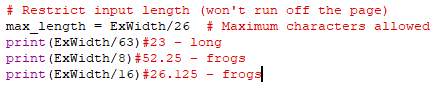 # Restrict input length (won't run off the page)
max_length = ExWidth/26  # Maximum characters allowed
print(ExWidth/63)#23 - long
print(ExWidth/8)#52.25 - frogs
print(ExWidth/16)#26.125 - frogs